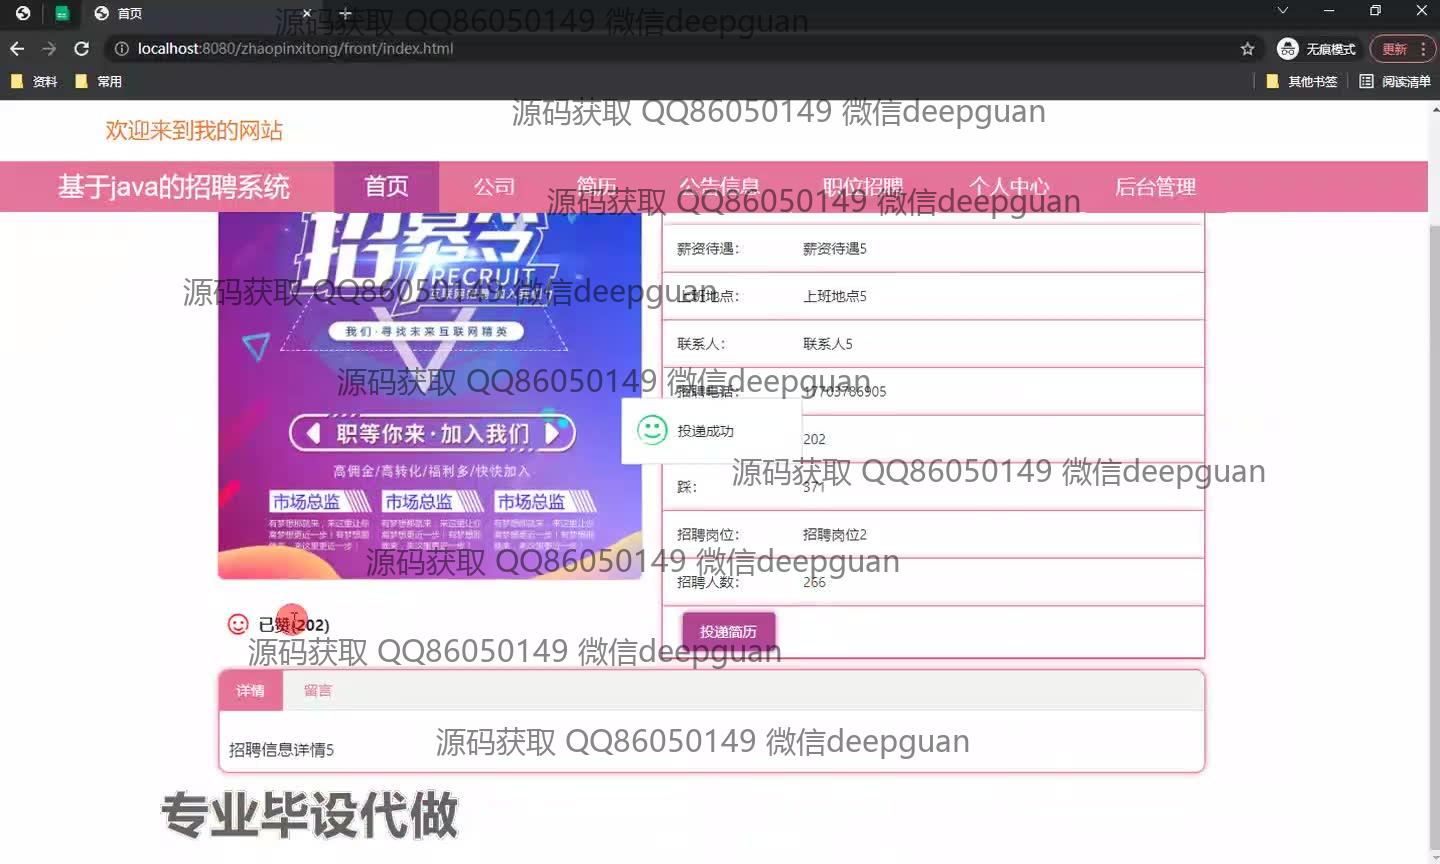 首页
源码获取 QQ86050149 微信deepguan
localhost:8080/zhaopinxitong/front/index.html
无痕模式
更新
资料
常用
其他书签
阅读清单
欢迎来到我的网站
源码获取 QQ86050149 微信deepguan
基于java的招聘系统
首页
公司
简历
公告信息
职位招聘
个人中心
后台管理
源码获取 QQ86050149 微信deepguan
招募令
RECRUIT
我们·寻找未来互联网精英
薪资待遇：
薪资待遇5
源码获取 QQ86050149 微信deepguan
上班地点：
上班地点5
联系人：
联系人5
源码获取 QQ86050149 微信deepguan
招聘电话：
17703786905
职等你来·加入我们
投递成功
202
高佣金/高转化/福利多/快快加入
源码获取 QQ86050149 微信deepguan
踩：
371
市场总监
市场总监
市场总监
招聘岗位：
招聘岗位2
源码获取 QQ86050149 微信deepguan
招聘人数：
266
已赞(202)
投递简历
源码获取 QQ86050149 微信deepguan
详情
留言
招聘信息详情5
源码获取 QQ86050149 微信deepguan
专业毕设代做